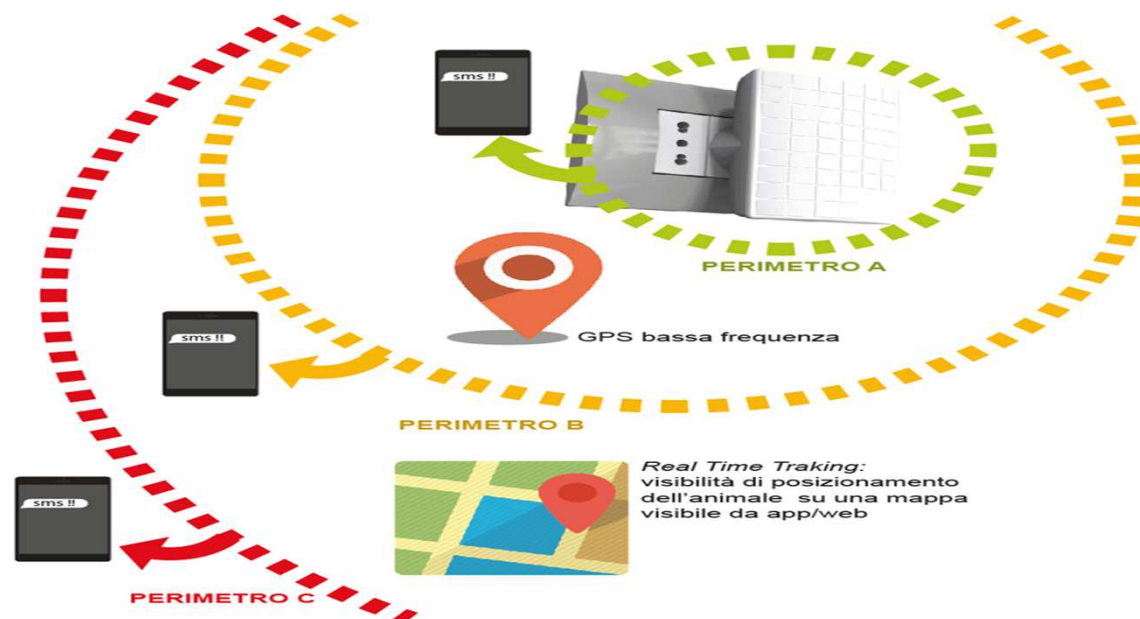 sms !!
PERIMETRO A
GPS bassa frequenza
sms !!
PERIMETRO B
Real Time Traking:
visibilità di posizionamento
dell'animale su una mappa
visibile da app/web
sms !!
PERIMETRO C